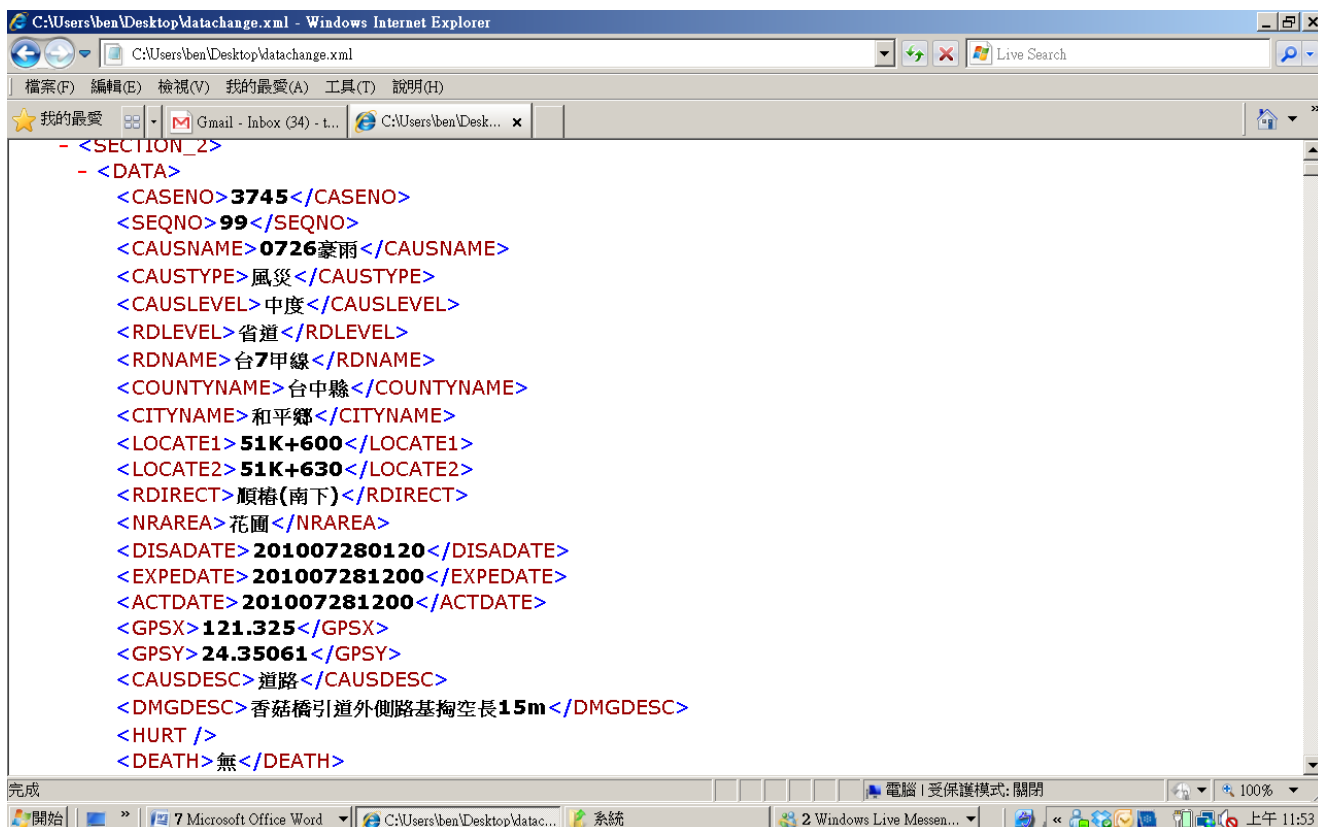 C:\Users\ben\Desktop\datachange.xml - Windows Internet Explorer
C:\Users\ben\Desktop\datachange.xml
Live Search
檔案(F) 編輯(E) 檢視(V) 我的最愛(A) 工具(T) 說明(H)
我的最愛 Gmail - Inbox (34) - t... C:\Users\ben\Desk...
- <SECTION_2>
- <DATA>
<CASENO>3745</CASENO>
<SEQNO>99</SEQNO>
<CAUSNAME>0726豪雨</CAUSNAME>
<CAUSTYPE>風災</CAUSTYPE>
<CAUSLEVEL>中度</CAUSLEVEL>
<RDLEVEL>省道</RDLEVEL>
<RDNAME>台7甲線</RDNAME>
<COUNTYNAME>台中縣</COUNTYNAME>
<CITYNAME>和平鄉</CITYNAME>
<LOCATE1>51K+600</LOCATE1>
<LOCATE2>51K+630</LOCATE2>
<RDIRECT>順樁(南下)</RDIRECT>
<NRAREA>花圃</NRAREA>
<DISADATE>201007280120</DISADATE>
<EXPEDATE>201007281200</EXPEDATE>
<ACTDATE>201007281200</ACTDATE>
<GPSX>121.325</GPSX>
<GPSY>24.35061</GPSY>
<CAUSDESC>道路</CAUSDESC>
<DMGDESC>香菇橋引道外側路基掏空長15m</DMGDESC>
<HURT />
<DEATH>無</DEATH>
完成 電腦 | 受保護模式: 關閉 100%
開始 » 7 Microsoft Office Word C:\Users\ben\Desktop\datac... 系統 2 Windows Live Messen... « 上午 11:53